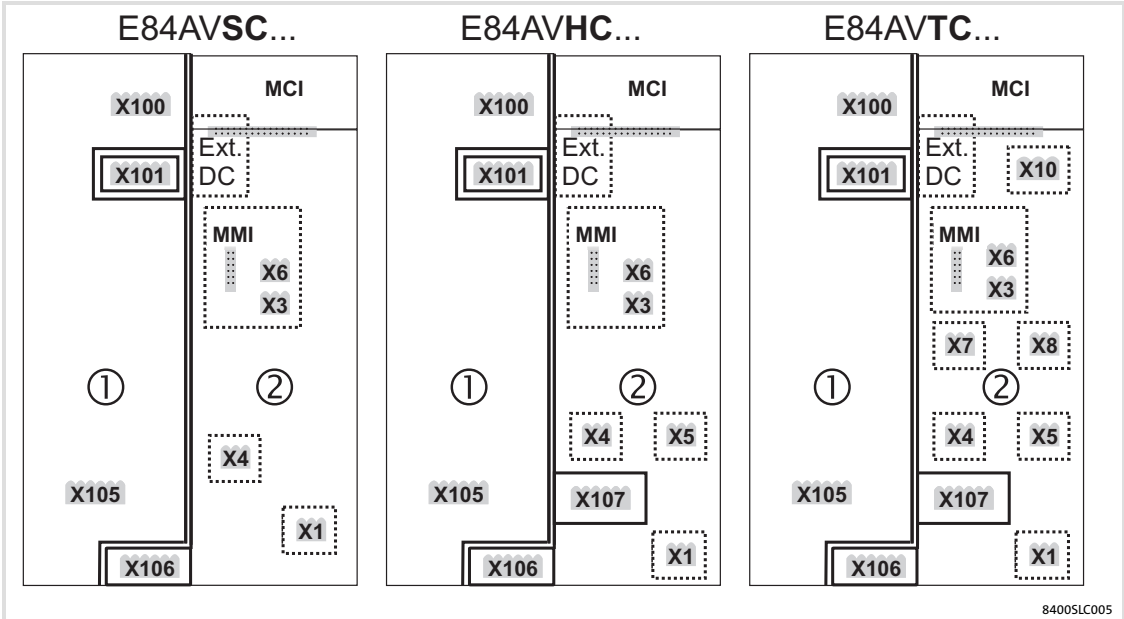 E84AVSC...
MCI
X100
Ext.
DC
X101
MMI
X6
X3
①
②
X4
X105
X1
X106
E84AVHC...
MCI
X100
Ext.
DC
X101
MMI
X6
X3
①
②
X4
X5
X105
X107
X1
X106
E84AVTC...
MCI
X100
Ext.
DC
X101
X10
MMI
X6
X3
X7
X8
①
②
X4
X5
X105
X107
X1
X106
8400SLC005